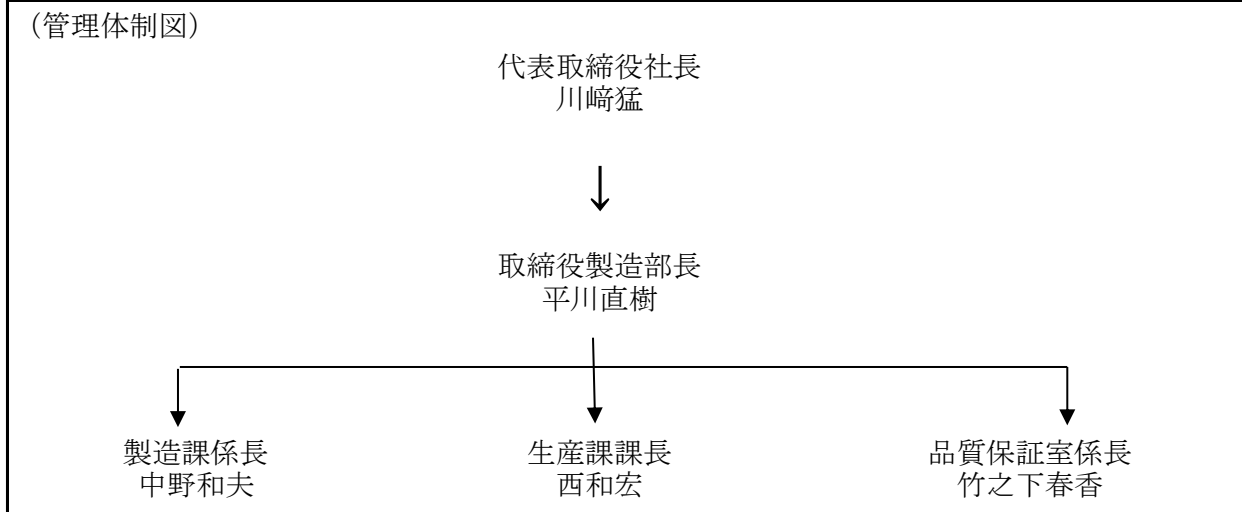 （管理体制図）
代表取締役社長
川﨑猛
取締役製造部長
平川直樹
製造課係長
中野和夫
生産課課長
西和宏
品質保証室係長
竹之下春香